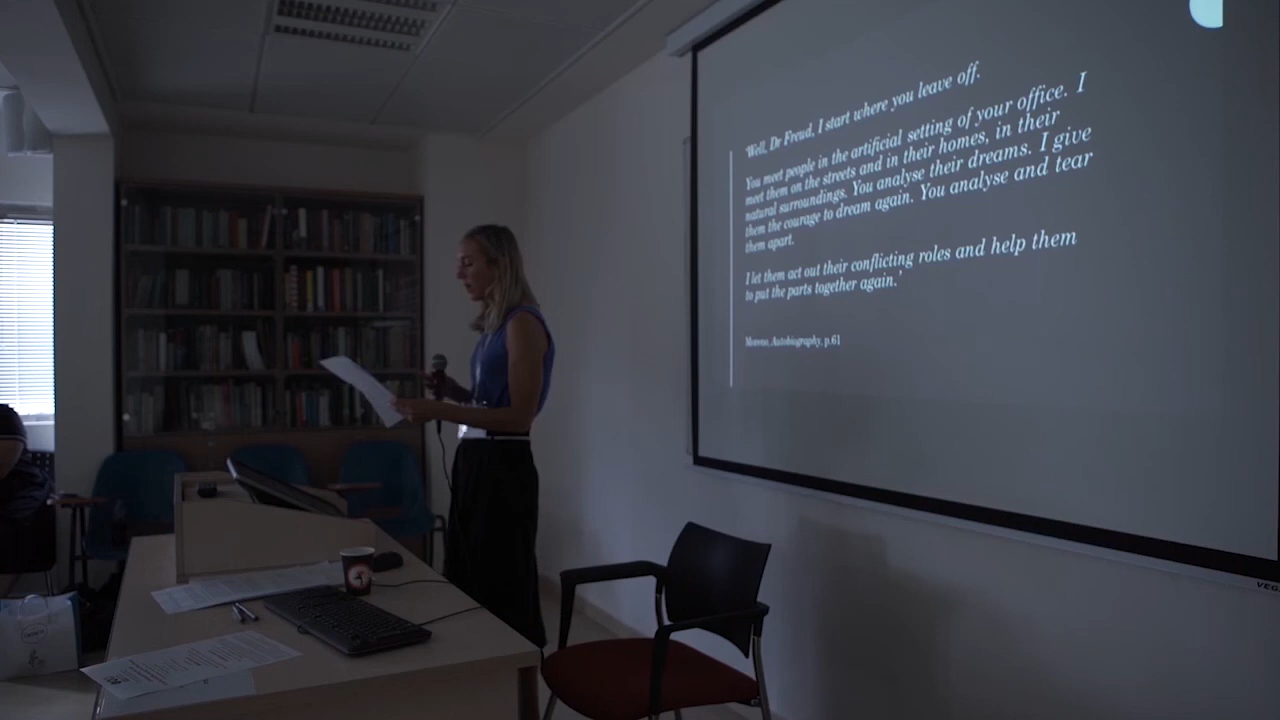 'Well, Dr Freud, I start where you leave off.
You meet people in the artificial setting of your office. I
meet them on the streets and in their homes, in their
natural surroundings. You analyse their dreams. I give
them the courage to dream again. You analyse and tear
them apart.
I let them act out their conflicting roles and help them
to put the parts together again.'
Moreno, Autobiography, p.61